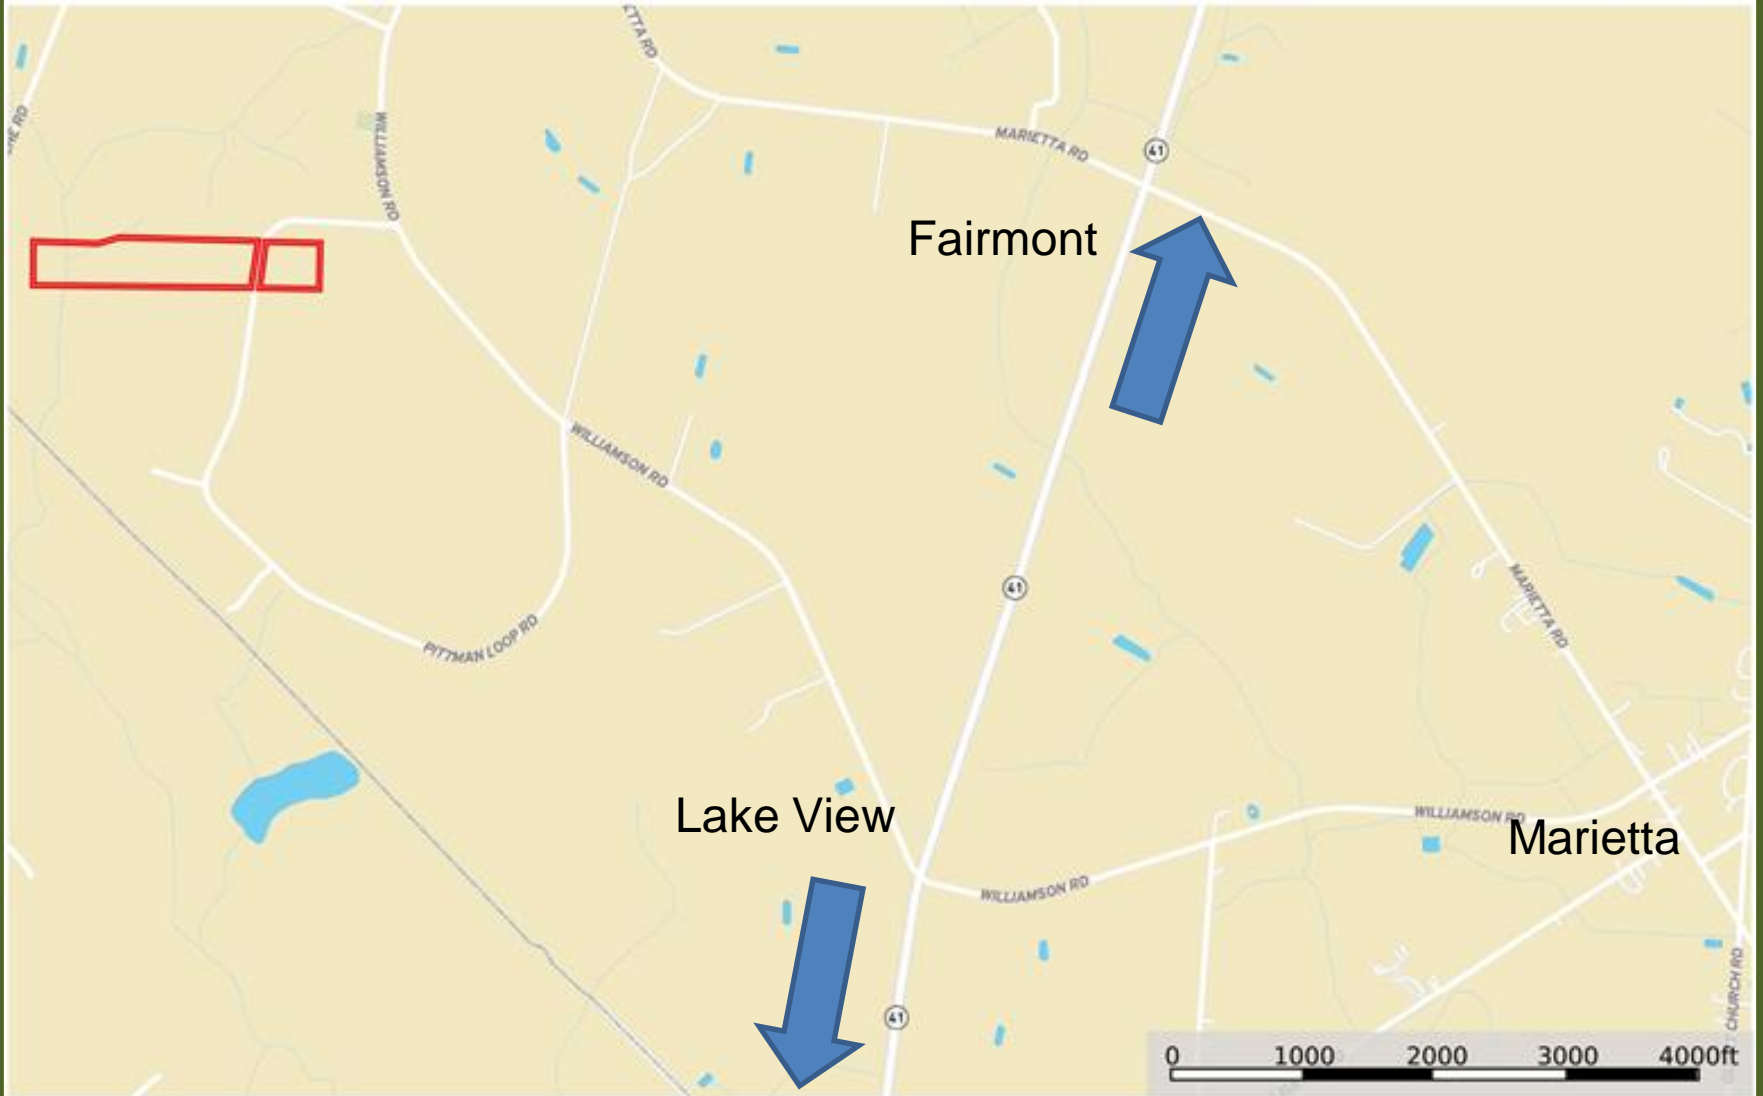 WILLIAMSON RD
MARIETTA RD
41
Fairmont
WILLIAMSON RD
41
MARIETTA RD
PITTMAN LOOP RD
Lake View
WILLIAMSON RD
Marietta
WILLIAMSON RD
41
CHURCH RD
0 1000 2000 3000 4000ft